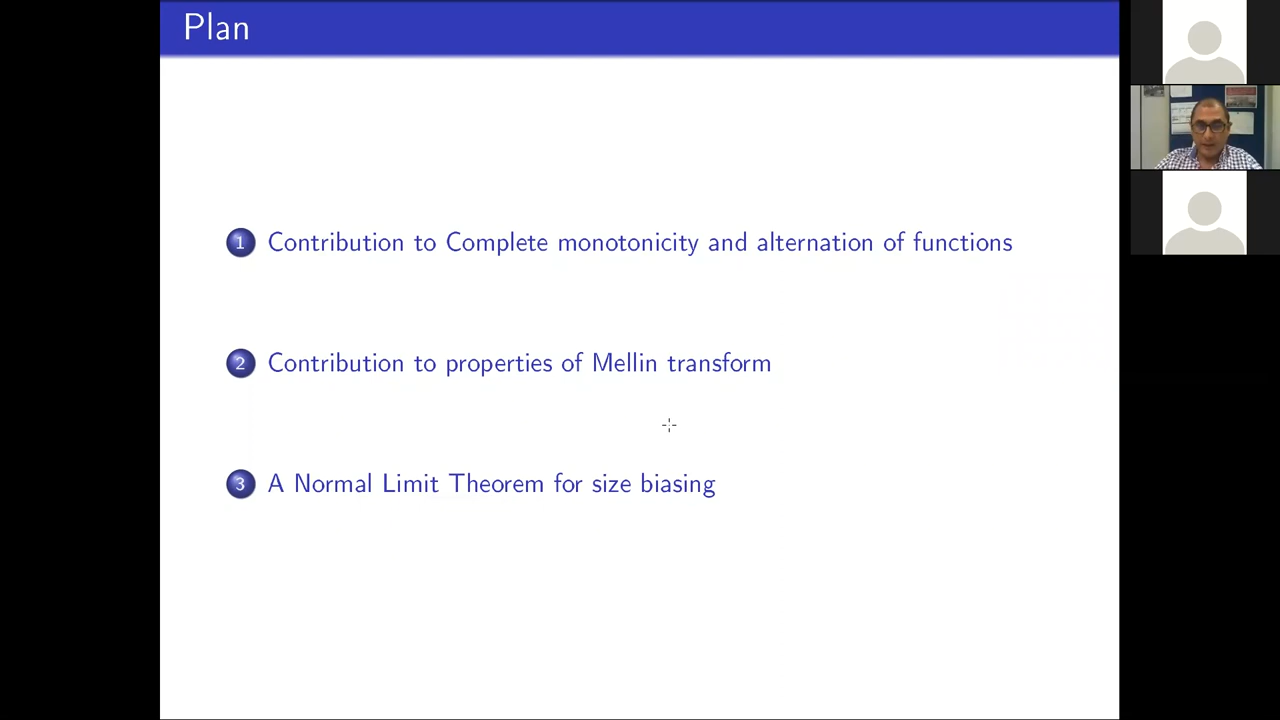 Plan
1 Contribution to Complete monotonicity and alternation of functions
2 Contribution to properties of Mellin transform
3 A Normal Limit Theorem for size biasing